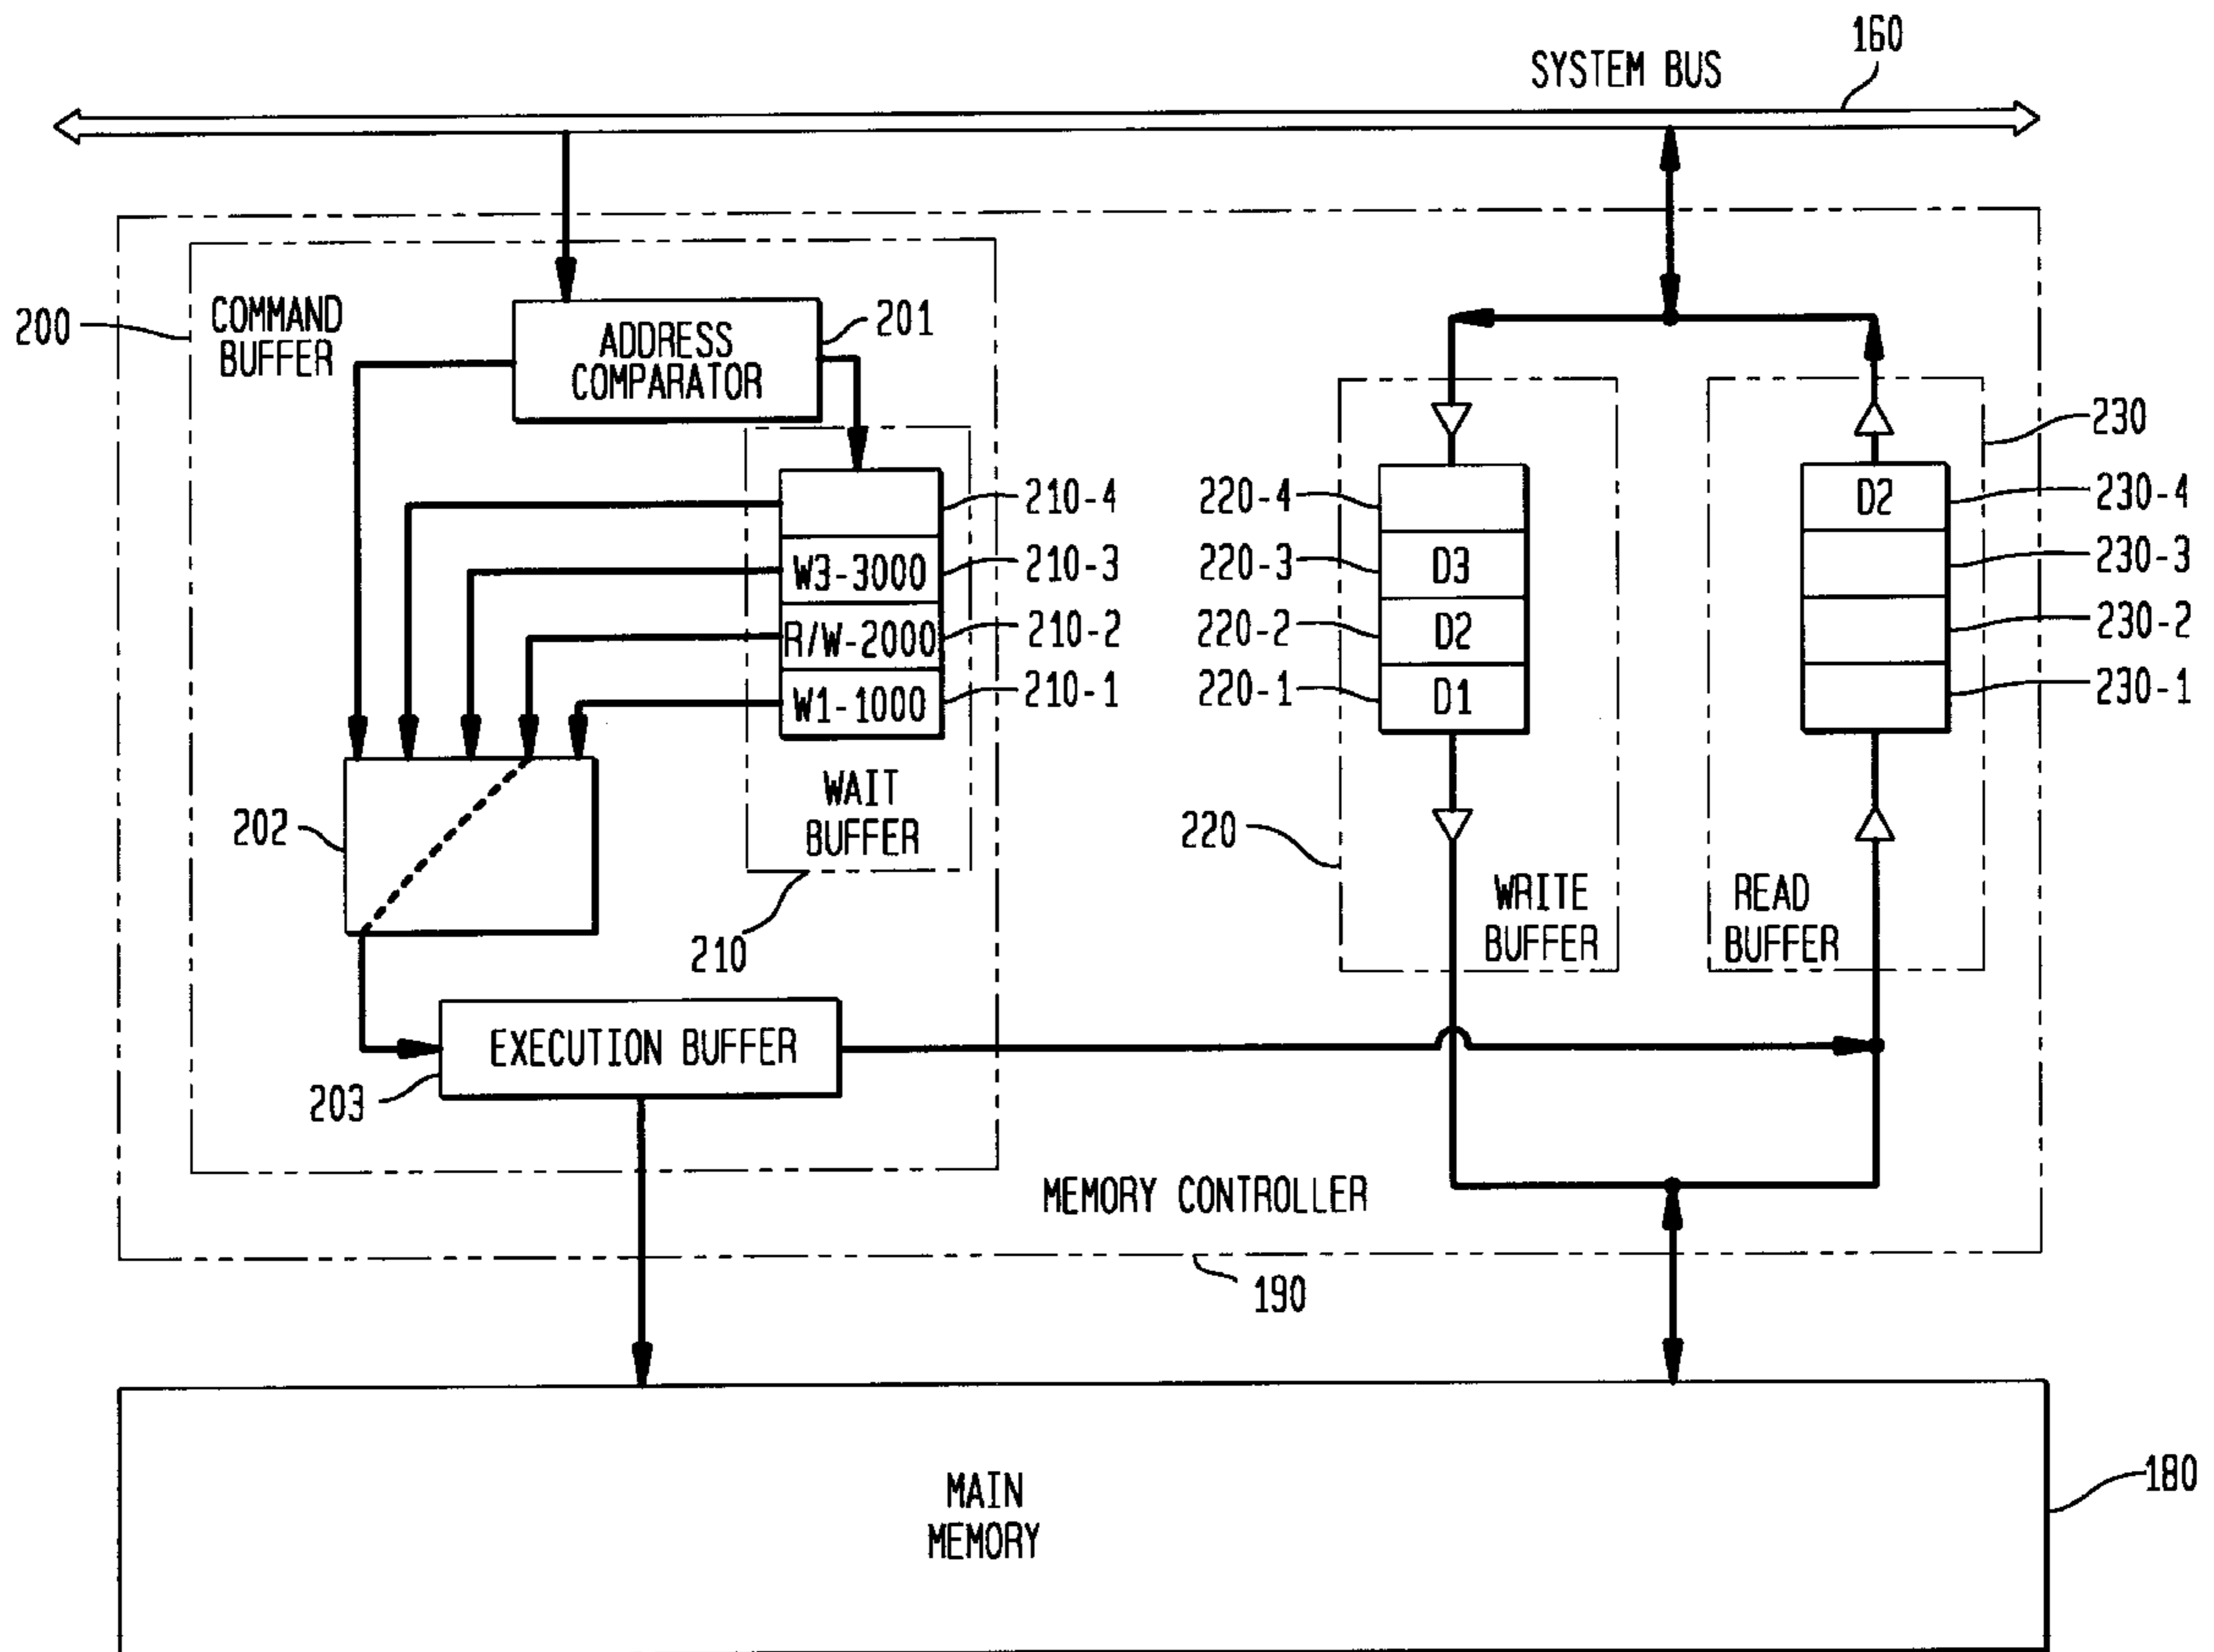 160
SYSTEM BUS
200
COMMAND
BUFFER
ADDRESS
COMPARATOR
201
210-4
W3-3000
210-3
R/W-2000
210-2
W1-1000
210-1
WAIT
BUFFER
210
202
EXECUTION BUFFER
203
220-4
220-3
D3
220-2
D2
220-1
D1
220
WRITE
BUFFER
230
D2
230-4
230-3
230-2
230-1
READ
BUFFER
MEMORY CONTROLLER
190
MAIN
MEMORY
180